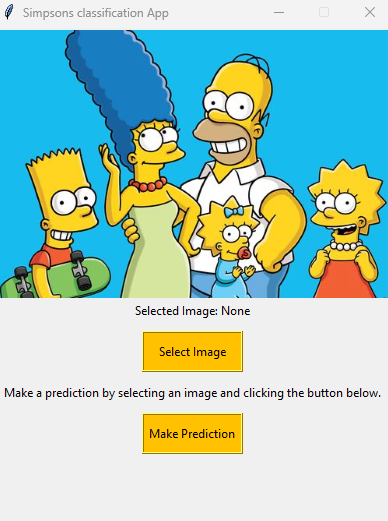 Simpsons classification App
Selected Image: None
Select Image
Make a prediction by selecting an image and clicking the button below.
Make Prediction